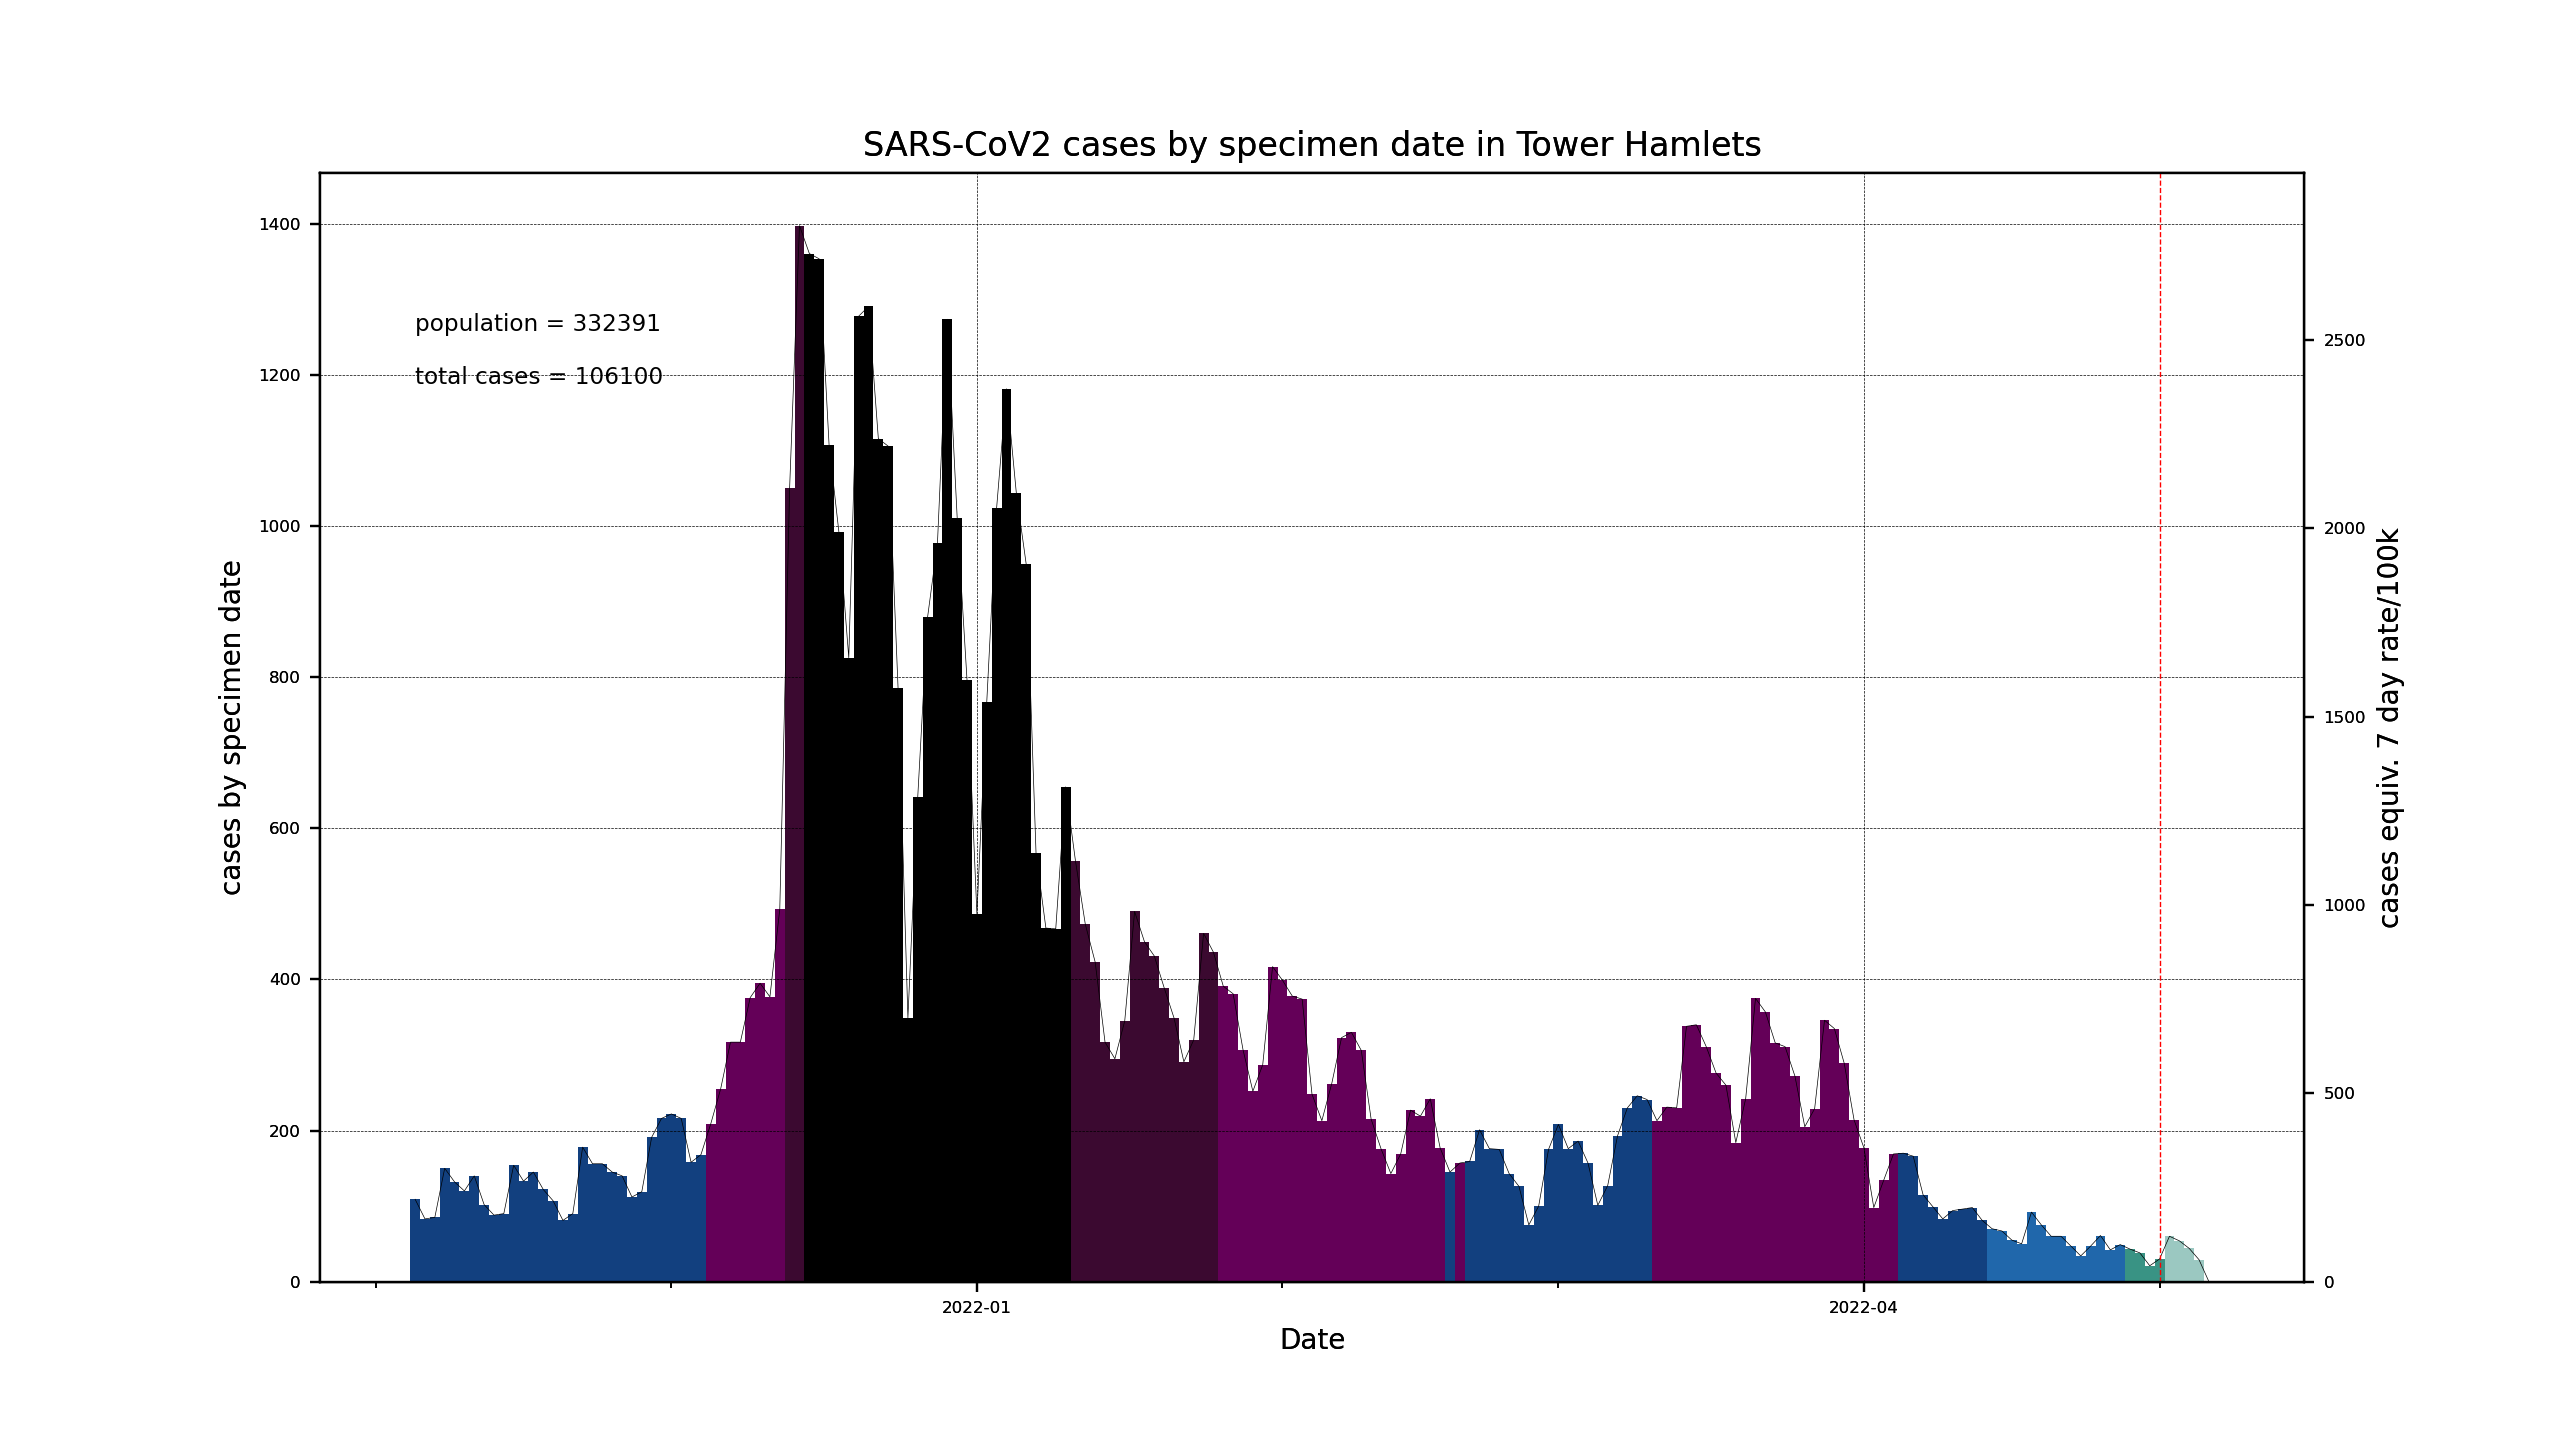 SARS-CoV2 cases by specimen date in Tower Hamlets
population = 332391
total cases = 106100
cases by specimen date
1400
1200
1000
800
600
400
200
0
2500
2000
1500
1000
500
0
cases equiv. 7 day rate/100k
2022-01
2022-04
Date